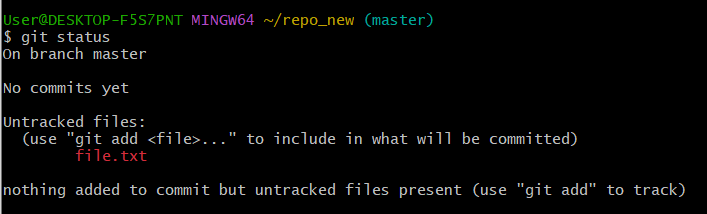 User@DESKTOP-F5S7PNT MINGW64 ~/repo_new (master)
$ git status
On branch master
No commits yet
Untracked files:
(use "git add <file>..." to include in what will be committed)
file.txt
nothing added to commit but untracked files present (use "git add" to track)